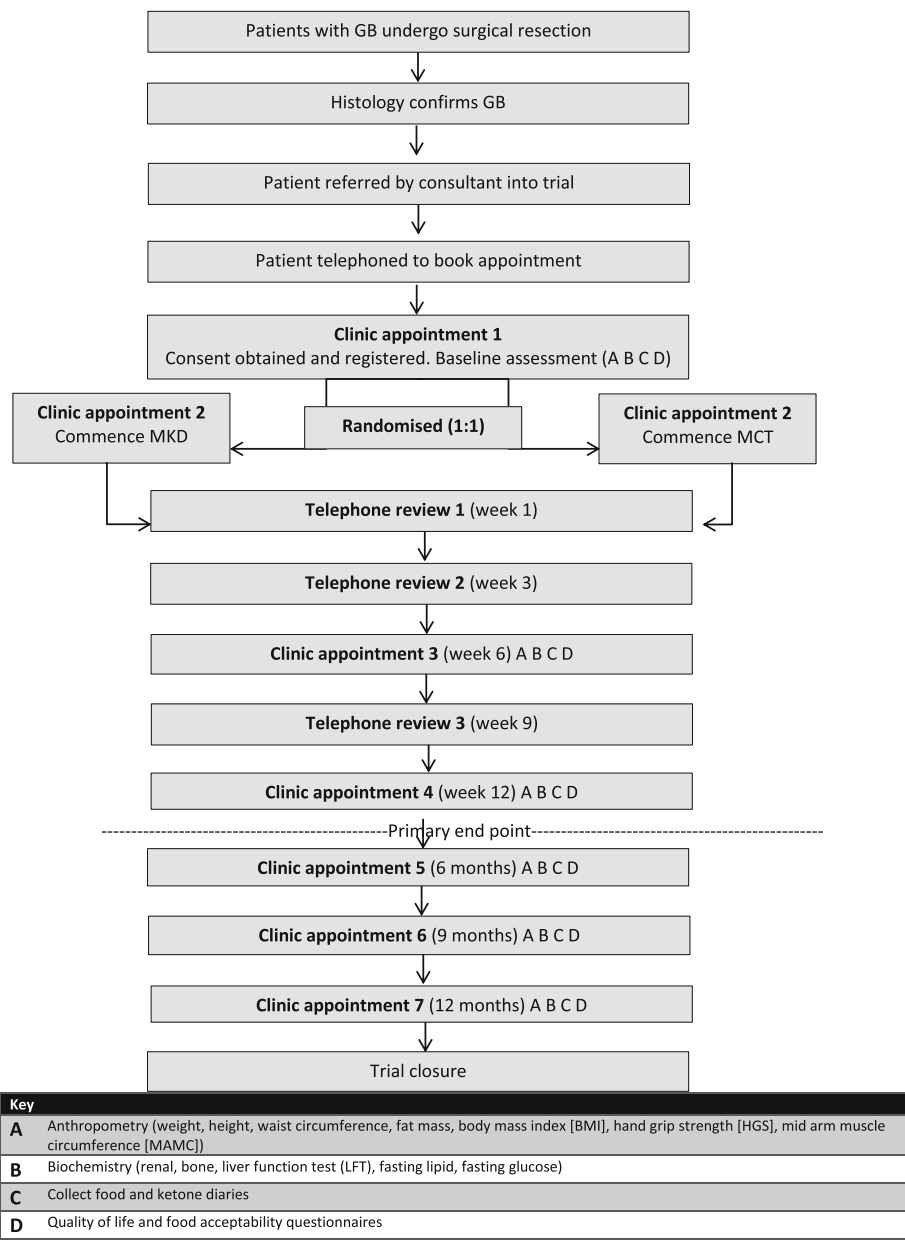 Patients with GB undergo surgical resection
Histology confirms GB
Patient referred by consultant into trial
Patient telephoned to book appointment
Clinic appointment 1
Consent obtained and registered. Baseline assessment (A B C D)
Clinic appointment 2
Commence MKD
Randomised (1:1)
Clinic appointment 2
Commence MCT
Telephone review 1 (week 1)
Telephone review 2 (week 3)
Clinic appointment 3 (week 6) A B C D
Telephone review 3 (week 9)
Clinic appointment 4 (week 12) A B C D
Primary end point
Clinic appointment 5 (6 months) A B C D
Clinic appointment 6 (9 months) A B C D
Clinic appointment 7 (12 months) A B C D
Trial closure
Key
A Anthropometry (weight, height, waist circumference, fat mass, body mass index [BMI], hand grip strength [HGS], mid arm muscle
circumference [MAMC])
B Biochemistry (renal, bone, liver function test (LFT), fasting lipid, fasting glucose)
C Collect food and ketone diaries
D Quality of life and food acceptability questionnaires